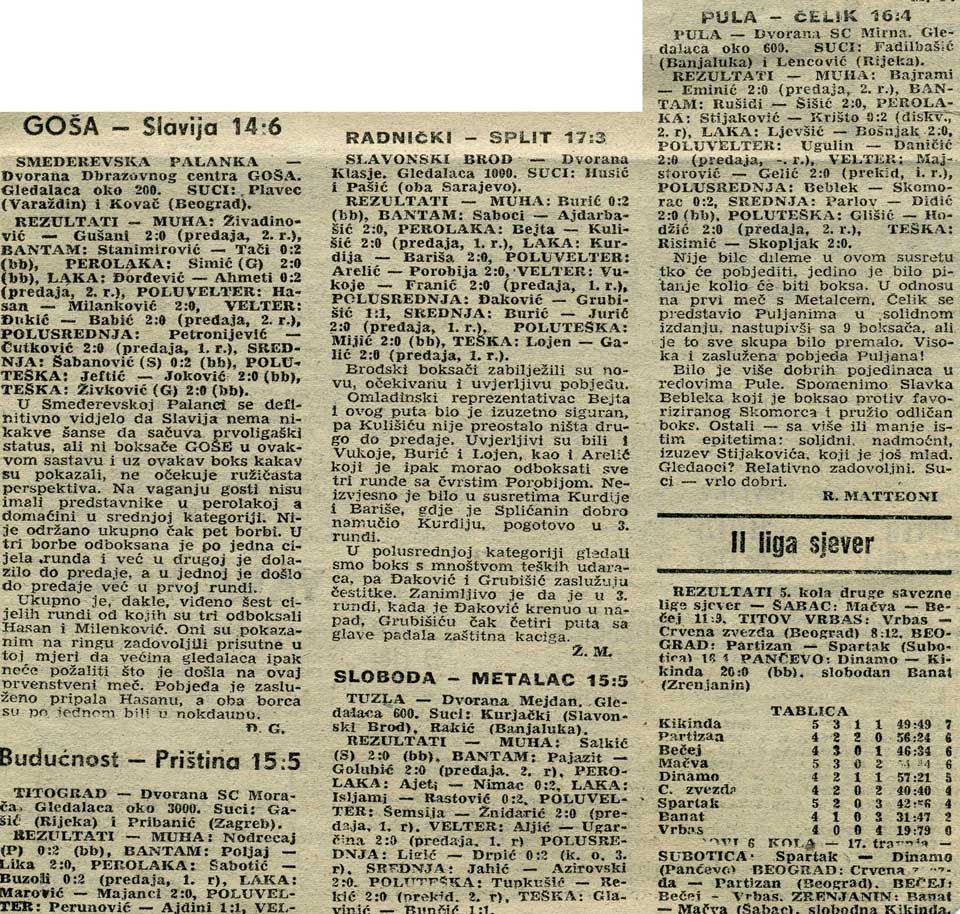 GOŠA — Slavija 14:6
SMEDEREVSKA PALANKA —
Dvorana Dbrazovnog centra GOŠA.
Gledalaca oko 200. SUCI: Plavec
(Varaždin) i Kovač (Beograd).
REZULTATI — MUHA: Živadino-
vić — Gušani 2:0 (predaja, 2. r.),
BANTAM: Stanimirović — Tači 0:2
(bb), PEROLAKA: Simić (G) 2:0
(bb), LAKA: Đorđević — Ahmeti 0:2
(predaja, 2. r.), POLUVELTER: Ha-
san — Milanković 2:0, VELTER:
Đukić — Babić 2:0 (predaja, 2. r.),
POLUSREDNJA: Petronijević —
Ćutković 2:0 (predaja, 1. r.), SRED-
NJA: Šabanović (S) 0:2 (bb), POLU-
TEŠKA: Jeftić — Joković 2:0 (bb),
TEŠKA: Živković (G) 2:0 (bb).
U Smederevskoj Palanci se defi-
nitivno vidjelo da Slavija nema ni-
kakve šanse da sačuva prvoligaški
status, ali ni boksače GOŠE u ovak-
vom sastavu i uz ovakav boks kakav
su pokazali, ne očekuje ružičasta
perspektiva. Na vaganju gosti nisu
imali predstavnike u perolakoj a
domaćini u srednjoj kategoriji. Ni-
je održano ukupno čak pet borbi. U
tri borbe odboksana je po jedna ci-
jela runda i već u drugoj je dola-
zilo do predaje, a u jednoj je došlo
do predaje već u prvoj rundi.
Ukupno je, dakle, viđeno šest ci-
jelih rundi od kojih su tri odboksali
Hasan i Milenković. Oni su pokaza-
nim na ringu zadovoljili prisutne u
toj mjeri da većina gledalaca ipak
neće požaliti što je došla na ovaj
prvenstveni meč. Pobjeda je zaslu-
ženo pripala Hasanu, a oba borca
su po jednom bili u nokdaunu.
Đ. G.
Budućnost — Priština 15:5
TITOGRAD — Dvorana SC Mora-
ča. Gledalaca oko 3000. Suci: Ga-
šić (Rijeka) i Pribanić (Zagreb).
REZULTATI — MUHA: Nodrecaj
(P) 0:2 (bb), BANTAM: Poljaj —
Lika 2:0, PEROLAKA: Šabotić —
Buzoli 0:2 (predaja, 1. r), LAKA:
Marović — Majanci 2:0, POLUVEL-
TER: Perunović — Ajdini 1:1, VEL-
RADNIČKI — SPLIT 17:3
SLAVONSKI BROD — Dvorana
Klasje. Gledalaca 1000. SUCI: Husić
i Pašić (oba Sarajevo).
REZULTATI — MUHA: Burić 0:2
(bb), BANTAM: Saboci — Ajdarba-
šić 2:0, PEROLAKA: Bejta — Kuli-
šić 2:0 (predaja, 1. r.), LAKA: Kur-
dija — Bariša 2:0, POLUVELTER:
Arelić — Porobija 2:0, VELTER: Vu-
koje — Franić 2:0 (predaja, 1. r.),
POLUSREDNJA: Đaković — Grubi-
šić 1:1, SREDNJA: Burić — Jurić
2:0 (predaja, 1. r.), POLUTEŠKA:
Mijić 2:0 (bb), TEŠKA: Lojen — Ga-
lić 2:0 (predaja, 1. r.).
Brodski boksači zabilježili su no-
vu, očekivanu i uvjerljivu pobjedu.
Omladinski reprezentativac Bejta
i ovog puta bio je izuzetno siguran,
pa Kulišiću nije preostalo ništa dru-
go do predaje. Uvjerljivi su bili i
Vukoje, Burić i Lojen, kao i Arelić
koji je ipak morao odboksati sve
tri runde sa čvrstim Porobijom. Ne-
izvjesno je bilo u susretima Kurdije
i Bariše, gdje je Splićanin dobro
namučio Kurdiju, pogotovo u 3.
rundi.
U polusrednjoj kategoriji gledali
smo boks s mnoštvom teških udara-
ca, pa Đaković i Grubišić zaslužuju
čestitke. Zanimljivo je da je u 3.
rundi, kada je Đaković krenuo u na-
pad, Grubišiću čak četiri puta sa
glave padala zaštitna kaciga.
Ž. M.
SLOBODA — METALAC 15:5
TUZLA — Dvorana Mejdan. Gle-
dalaca 600. Suci: Kurjački (Slavon-
ski Brod), Rakić (Banjaluka).
REZULTATI — MUHA: Salkić
(S) 2:0 (bb), BANTAM: Pajazit —
Golubić 2:0 (predaja, 2. r), PERO-
LAKA: Ajeti — Nimac 0:2, LAKA:
Isljami — Rastović 0:2, POLUVEL-
TER: Šemsija — Žnidarić 2:0 (pre-
daja, 1. r), VELTER: Aljić — Ugar-
čina 2:0 (predaja, 1. r) POLUSRE-
DNJA: Ligić — Drpić 0:2 (k. o. 3.
r), SREDNJA: Jahić — Azirovski
2:0. POLUTEŠKA: Tupkušić — Re-
kić 2:0 (prekid, 2. r), TEŠKA: Gla-
vinić — Bunčić 1:1.
PULA — ČELIK 16:4
PULA — Dvorana SC Mirna. Gle-
dalaca oko 600. SUCI: Fadilbašić
(Banjaluka) i Lencović (Rijeka).
REZULTATI — MUHA: Bajrami
— Eminić 2:0 (predaja, 2. r.), BAN-
TAM: Rušidi — Šišić 2:0, PEROLA-
KA: Stijaković — Krišto 0:2 (diskv.,
2. r), LAKA: Ljevšić — Bošnjak 2:0,
POLUVELTER: Ugulin — Daničić
2:0 (predaja, -. r.), VELTER: Maj-
storović — Gelić 2:0 (prekid, i. r.),
POLUSREDNJA: Beblek — Skomo-
rac 0:2, SREDNJA: Parlov — Didić
2:0 (bb), POLUTEŠKA: Glišić — Ho-
džić 2:0 (predaja, 2. r.), TEŠKA:
Risimić — Skopljak 2:0.
Nije bilo dileme u ovom susretu
tko će pobijediti, jedino je bilo pi-
tanje koliko će biti boksa. U odnosu
na prvi meč s Metalcem, Čelik se
predstavio Puljanima u solidnom
izdanju, nastupivši sa 9 boksača, ali
je to sve skupa bilo premalo. Viso-
ka i zaslužena pobjeda Puljana!
Bilo je više dobrih pojedinaca u
redovima Pule. Spomenimo Slavka
Bebleka koji je boksao protiv favo-
riziranog Skomorca i pružio odličan
boks. Ostali — sa više ili manje is-
tim epitetima: solidni, nadmoćni,
izuzev Stijakovića, koji je još mlad.
Gledaoci? Relativno zadovoljni. Su-
ci — vrlo dobri.
R. MATTEONI
II liga sjever
REZULTATI 5. kola druge savezne
lige sjever — ŠABAC: Mačva — Be-
čej 11:9, TITOV VRBAS: Vrbas —
Crvena zvezda (Beograd) 8:12, BEO-
GRAD: Partizan — Spartak (Subo-
tica) PANČEVO: Dinamo — Ki-
kinda 20:0 (bb), slobodan Banat
(Zrenjanin)
TABLICA
Kikinda 5 3 1 1 49:49 7
Partizan 4 2 2 0 56:24 6
Bečej 4 3 0 1 46:34 6
Mačva 5 3 0 2 6
Dinamo 4 2 1 1 57:21 5
C. zvezda 4 2 0 2 40:40 4
Spartak 5 2 0 3 4
Banat 4 1 0 3 31:47 2
Vrbas 4 0 0 4 19:79 0
6 KOLA — 17. travnja —
SUBOTICA: Spartak — Dinamo
(Pančevo) BEOGRAD: Crvena
da — Partizan (Beograd), BEČEJ:
Bečej — Vrbas, ZRENJANIN: Banat
— Mačva (Šabac), slobodna Kikinda.